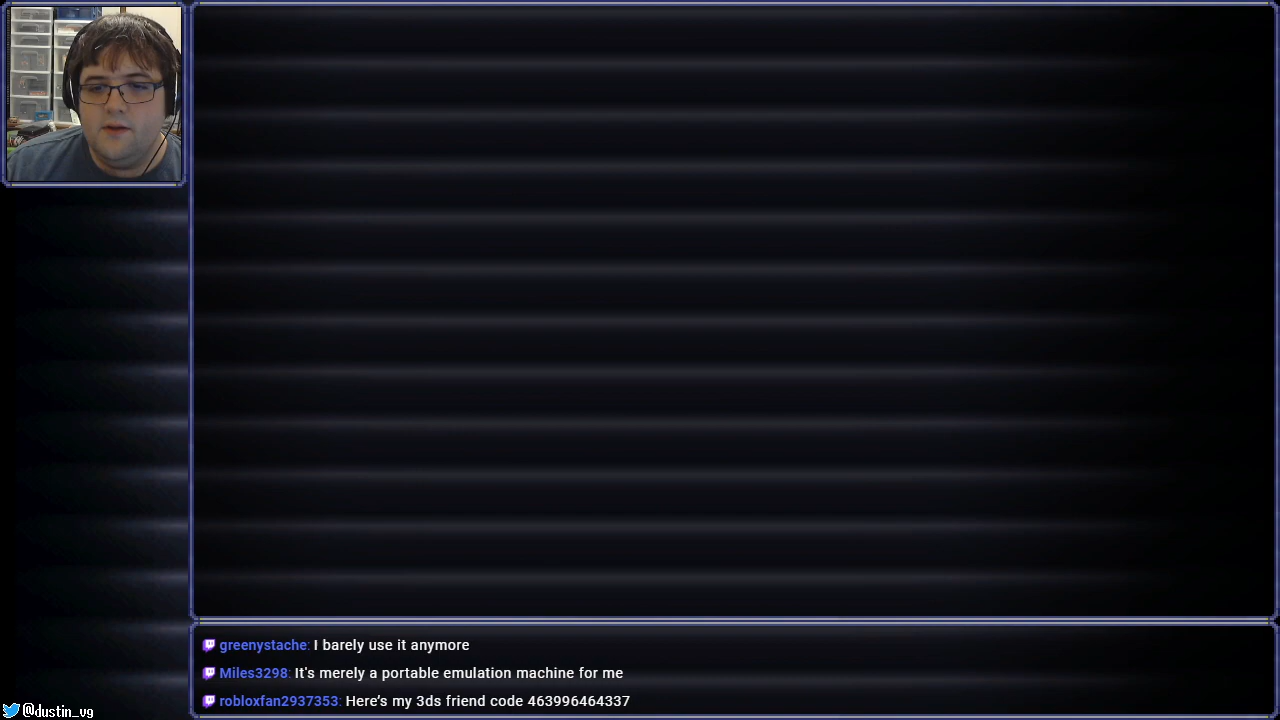 greenystache: I barely use it anymore
Miles3298: It's merely a portable emulation machine for me
robloxfan2937353: Here's my 3ds friend code 463996464337
@dustin_vg